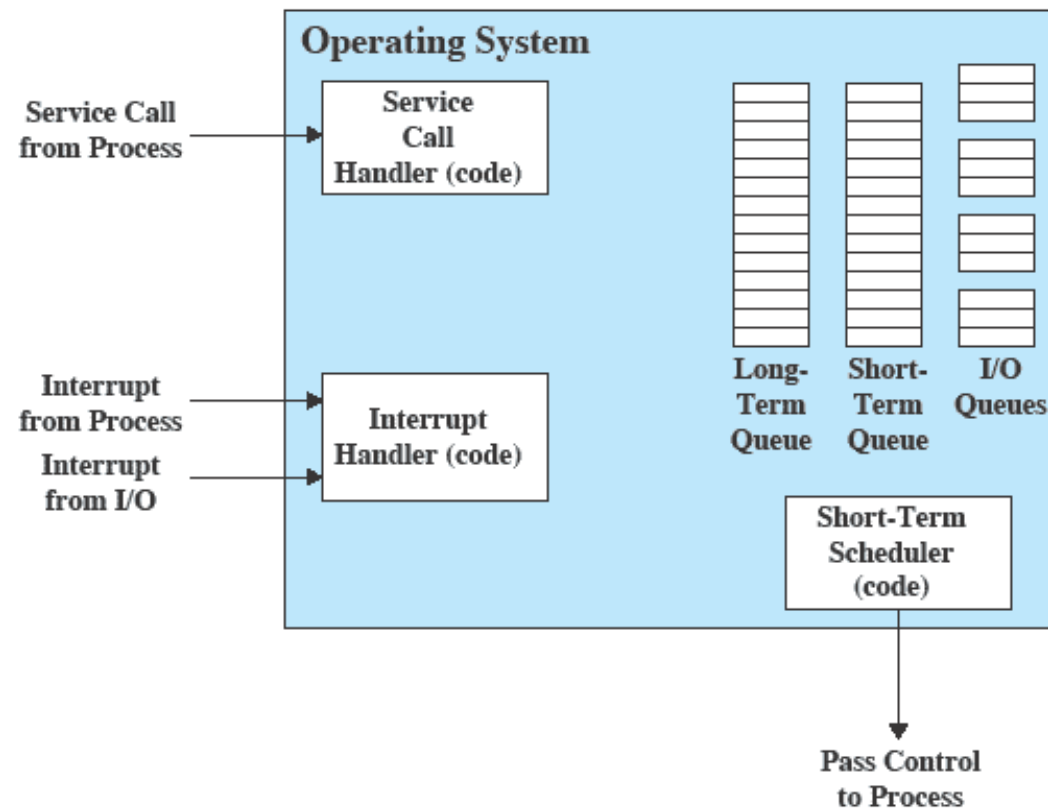 Operating System
Service Call
from Process
Service
Call
Handler (code)
Interrupt
from Process
Interrupt
from I/O
Interrupt
Handler (code)
Long-
Term
Queue
Short-
Term
Queue
I/O
Queues
Short-Term
Scheduler
(code)
Pass Control
to Process